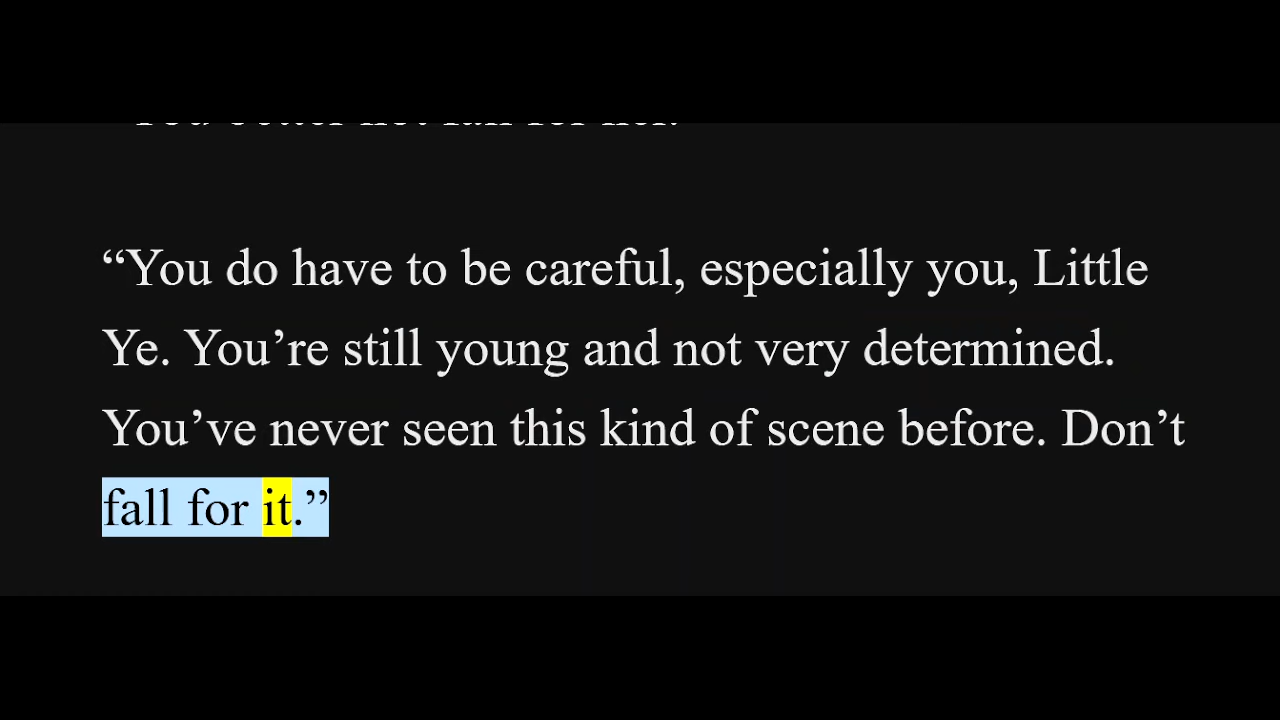 “You do have to be careful, especially you, Little
Ye. You’re still young and not very determined.
You’ve never seen this kind of scene before. Don’t
fall for it.”